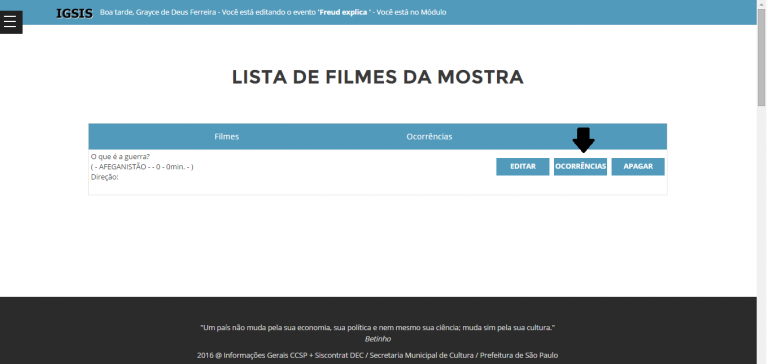 IGSIS Boa tarde, Grayce de Deus Ferreira - Você está editando o evento 'Freud explica ' - Você está no Módulo
LISTA DE FILMES DA MOSTRA
Filmes Ocorrências
O que é a guerra?
( - AFEGANISTÃO - - 0 - 0min. - )
Direção:
EDITAR OCORRÊNCIAS APAGAR
"Um país não muda pela sua economia, sua política e nem mesmo sua ciência; muda sim pela sua cultura."
Betinho
2016 @ Informações Gerais CCSP + Siscontrat DEC / Secretaria Municipal de Cultura / Prefeitura de São Paulo